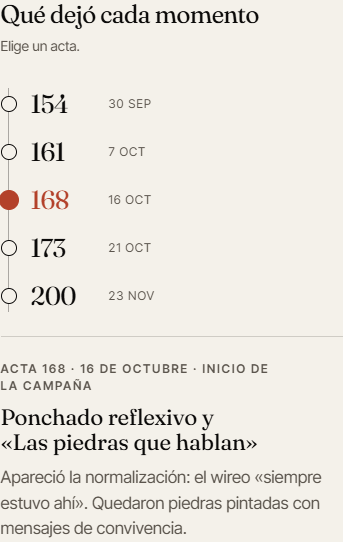 Qué dejó cada momento
Elige un acta.
154 30 SEP
161 7 OCT
168 16 OCT
173 21 OCT
200 23 NOV
ACTA 168 · 16 DE OCTUBRE · INICIO DE
LA CAMPAÑA
Ponchado reflexivo y
«Las piedras que hablan»
Apareció la normalización: el wireo «siempre
estuvo ahí». Quedaron piedras pintadas con
mensajes de convivencia.